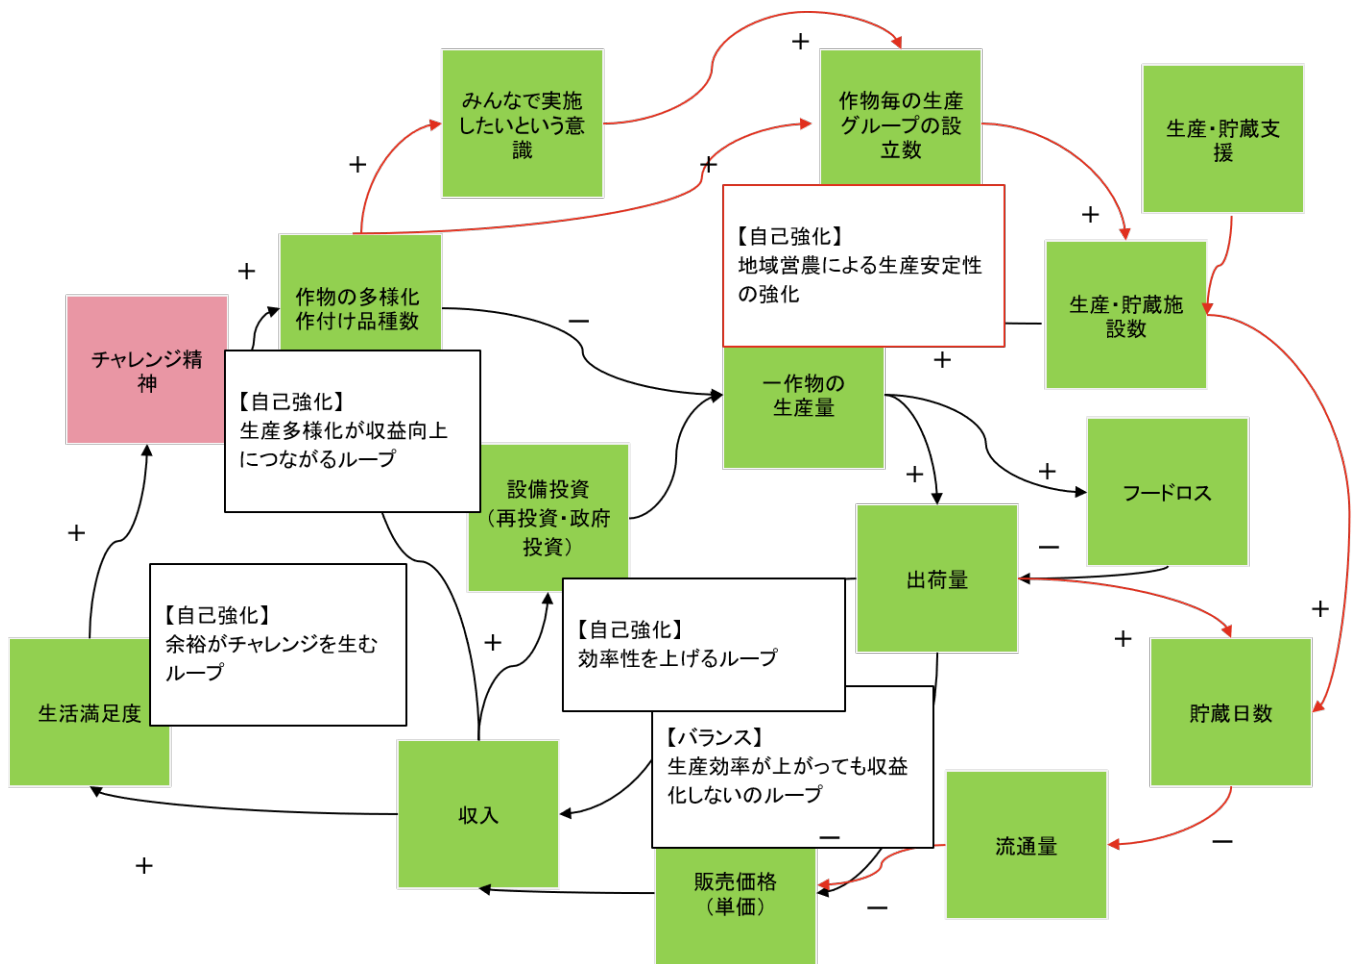 +
みんなで実施
したいという意
識
作物毎の生産
グループの設
立数
生産・貯蔵支
援
+
+
+
【自己強化】
地域営農による生産安定性
の強化
+
作物の多様化
作付け品種数
生産・貯蔵施
設数
−
チャレンジ精
神
+
一作物の
生産量
【自己強化】
生産多様化が収益向上
につながるループ
+
+
フードロス
設備投資
（再投資・政府
投資）
+
−
出荷量
【自己強化】
余裕がチャレンジを生む
ループ
+
【自己強化】
効率性を上げるループ
+
+
生活満足度
貯蔵日数
【バランス】
生産効率が上がっても収益
化しないのループ
収入
−
流通量
−
+
販売価格
（単価）
−